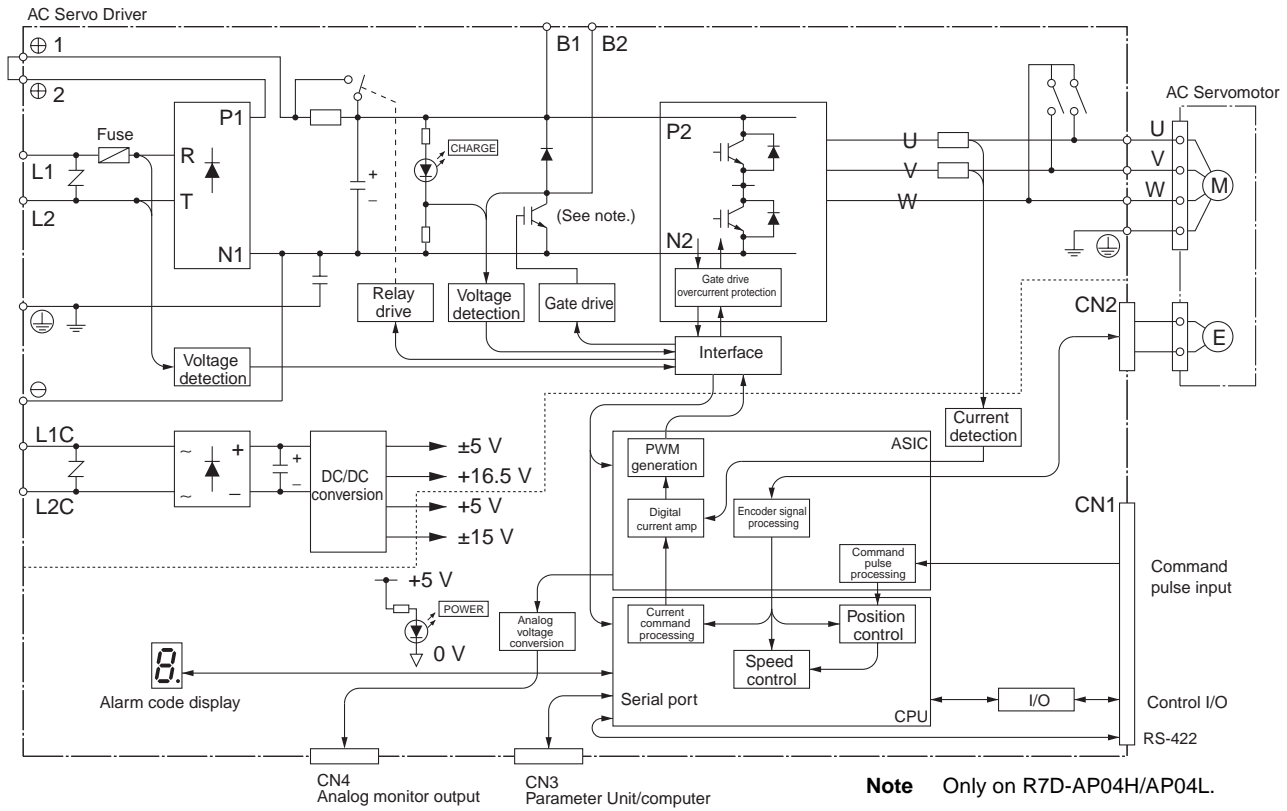 AC Servo Driver
⊕ 1
⊕ 2
B1 B2
AC Servomotor
Fuse
P1
R
T
N1
L1
L2
CHARGE
+
–
(See note.)
P2
N2
U
V
W
U
V
W
M
Gate drive
overcurrent protection
Relay
drive
Voltage
detection
Gate drive
Interface
Voltage
detection
CN2
E
⊖
L1C
L2C
~ +
~ –
+
–
DC/DC
conversion
±5 V
+16.5 V
+5 V
±15 V
Current
detection
ASIC
PWM
generation
Digital
current amp
Encoder signal
processing
Command
pulse
processing
CN1
Command
pulse input
+5 V
POWER
0 V
Analog
voltage
conversion
Current
command
processing
Position
control
Speed
control
8.
Alarm code display
Serial port
CPU
I/O
Control I/O
RS-422
CN4
Analog monitor output
CN3
Parameter Unit/computer
Note Only on R7D-AP04H/AP04L.